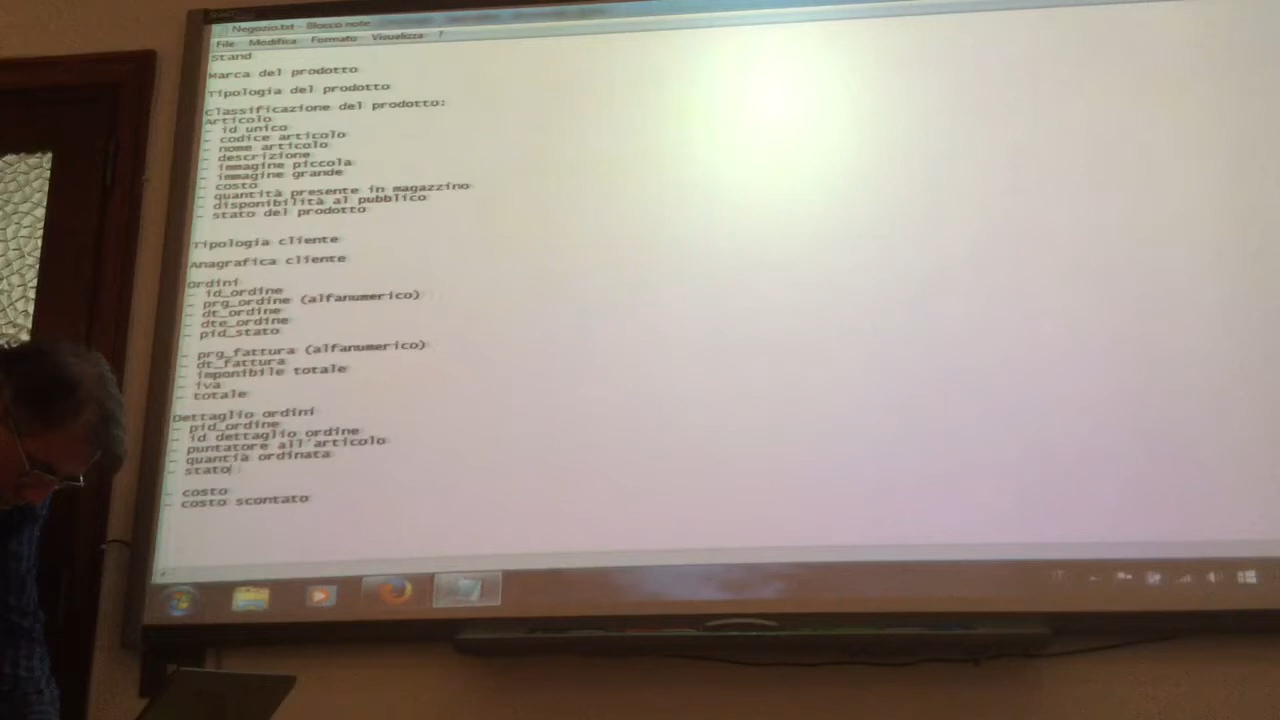 Negozio.txt - Blocco note
File Modifica Formato Visualizza ?
Stand
Marca del prodotto
Tipologia del prodotto
Classificazione del prodotto:
Articolo
- id unico
- codice articolo
- nome articolo
- descrizione
- immagine piccola
- immagine grande
- costo
- quantità presente in magazzino
- disponibilità al pubblico
- stato del prodotto
Tipologia cliente
Anagrafica cliente
Ordini
- id_ordine
- prg_ordine (alfanumerico)
- dt_ordine
- dte_ordine
- pid_stato
- prg_fattura (alfanumerico)
- dt_fattura
- imponibile totale
- iva
- totale
Dettaglio ordini
- pid_ordine
- id dettaglio ordine
- puntatore all'articolo
- quantià ordinata
- stato
- costo
- costo scontato